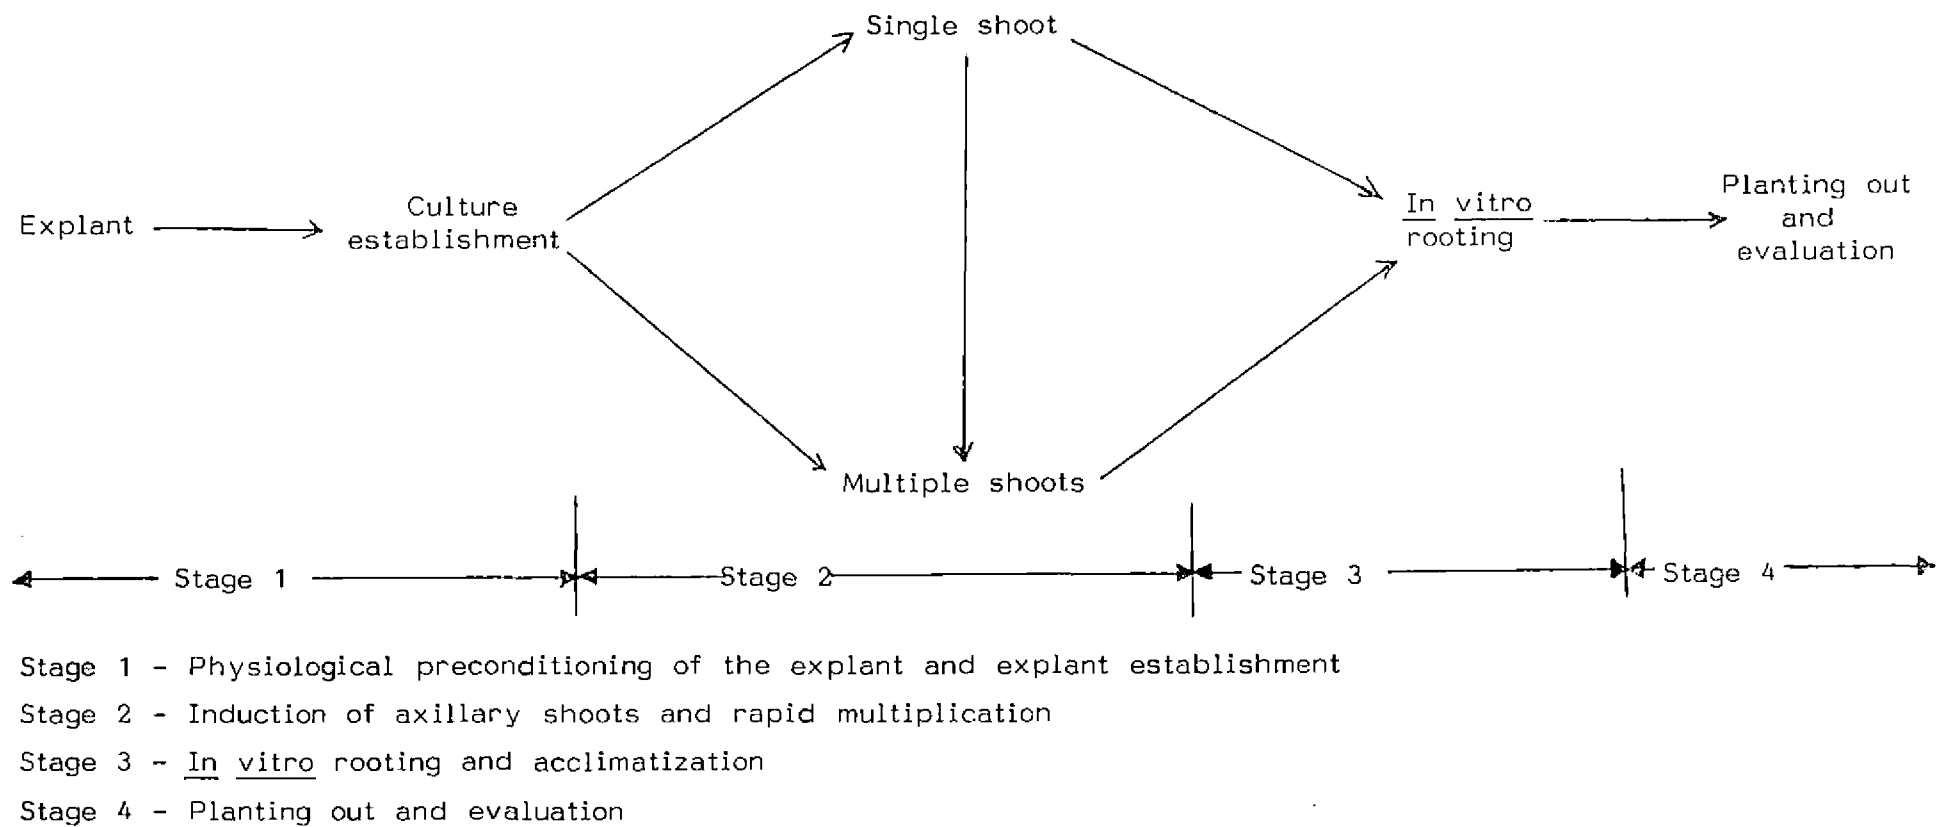 Single shoot
Explant
Culture
establishment
In vitro
rooting
Planting out
and
evaluation
Multiple shoots
Stage 1
Stage 2
Stage 3
Stage 4
Stage 1 - Physiological preconditioning of the explant and explant establishment
Stage 2 - Induction of axillary shoots and rapid multiplication
Stage 3 - In vitro rooting and acclimatization
Stage 4 - Planting out and evaluation